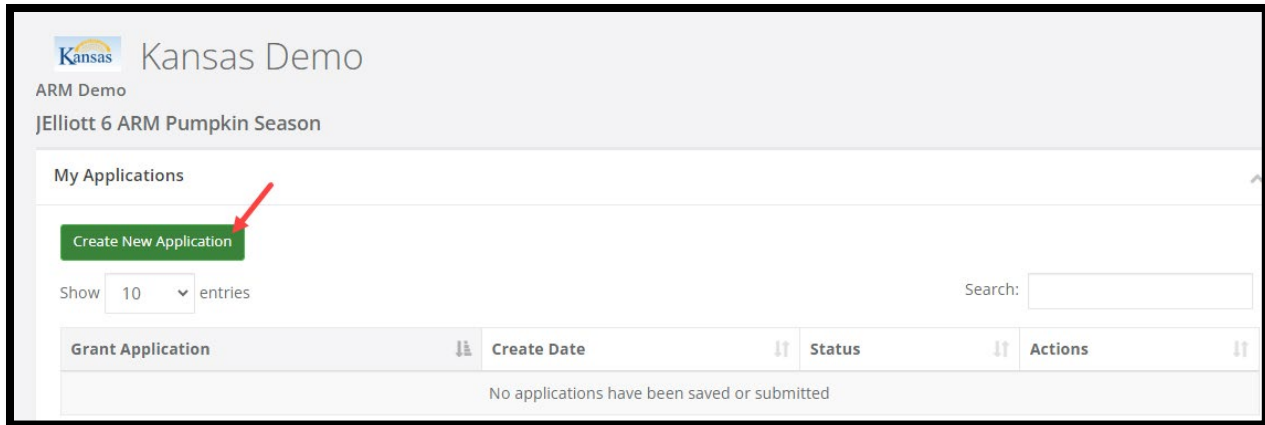 Kansas Kansas Demo
ARM Demo
JElliott 6 ARM Pumpkin Season
My Applications
Create New Application
Show 10 entries Search:
Grant Application Create Date Status Actions
No applications have been saved or submitted